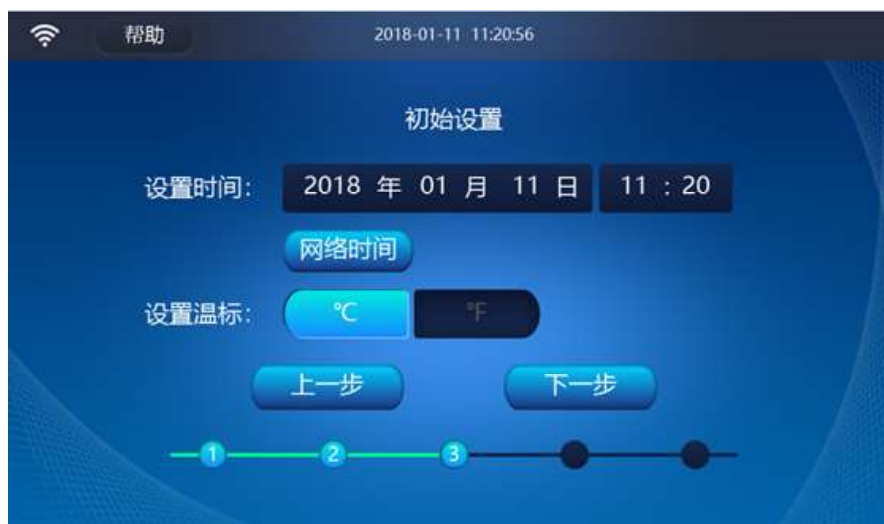 帮助 2018-01-11 11:20:56
初始设置
设置时间: 2018 年 01 月 11 日 11 : 20
网络时间
设置温标: °C °F
上一步 下一步
1 2 3